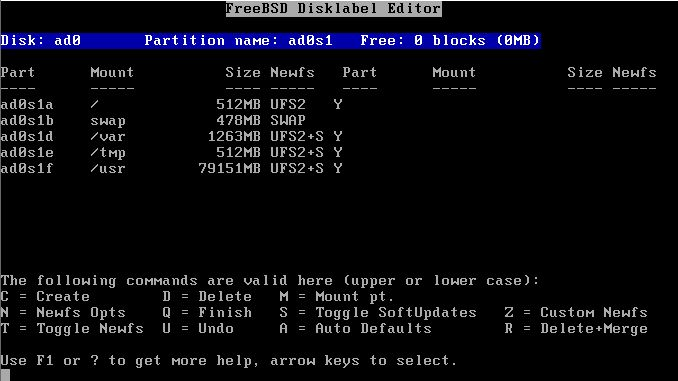 FreeBSD Disklabel Editor
Disk: ad0 Partition name: ad0s1 Free: 0 blocks (0MB)
Part Mount Size Newfs Part Mount Size Newfs
---- ----- ---- ----- ---- ----- ---- -----
ad0s1a / 512MB UFS2 Y
ad0s1b swap 478MB SWAP
ad0s1d /var 1263MB UFS2+S Y
ad0s1e /tmp 512MB UFS2+S Y
ad0s1f /usr 79151MB UFS2+S Y
The following commands are valid here (upper or lower case):
C = Create D = Delete M = Mount pt.
N = Newfs Opts Q = Finish S = Toggle SoftUpdates Z = Custom Newfs
T = Toggle Newfs U = Undo A = Auto Defaults R = Delete+Merge
Use F1 or ? to get more help, arrow keys to select.